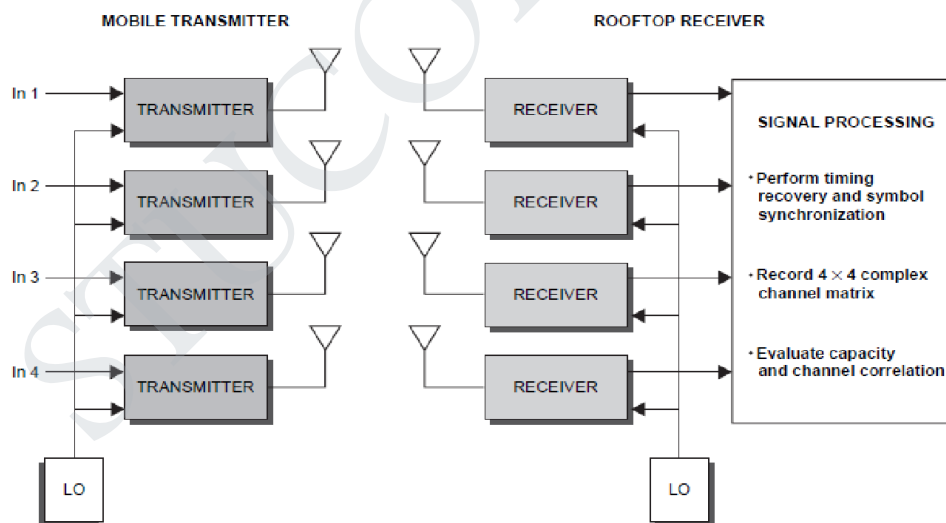 MOBILE TRANSMITTER
ROOFTOP RECEIVER
In 1
TRANSMITTER
RECEIVER
In 2
TRANSMITTER
RECEIVER
In 3
TRANSMITTER
RECEIVER
In 4
TRANSMITTER
RECEIVER
LO
LO
SIGNAL PROCESSING
• Perform timing
recovery and symbol
synchronization
• Record 4 × 4 complex
channel matrix
• Evaluate capacity
and channel correlation
STUCO